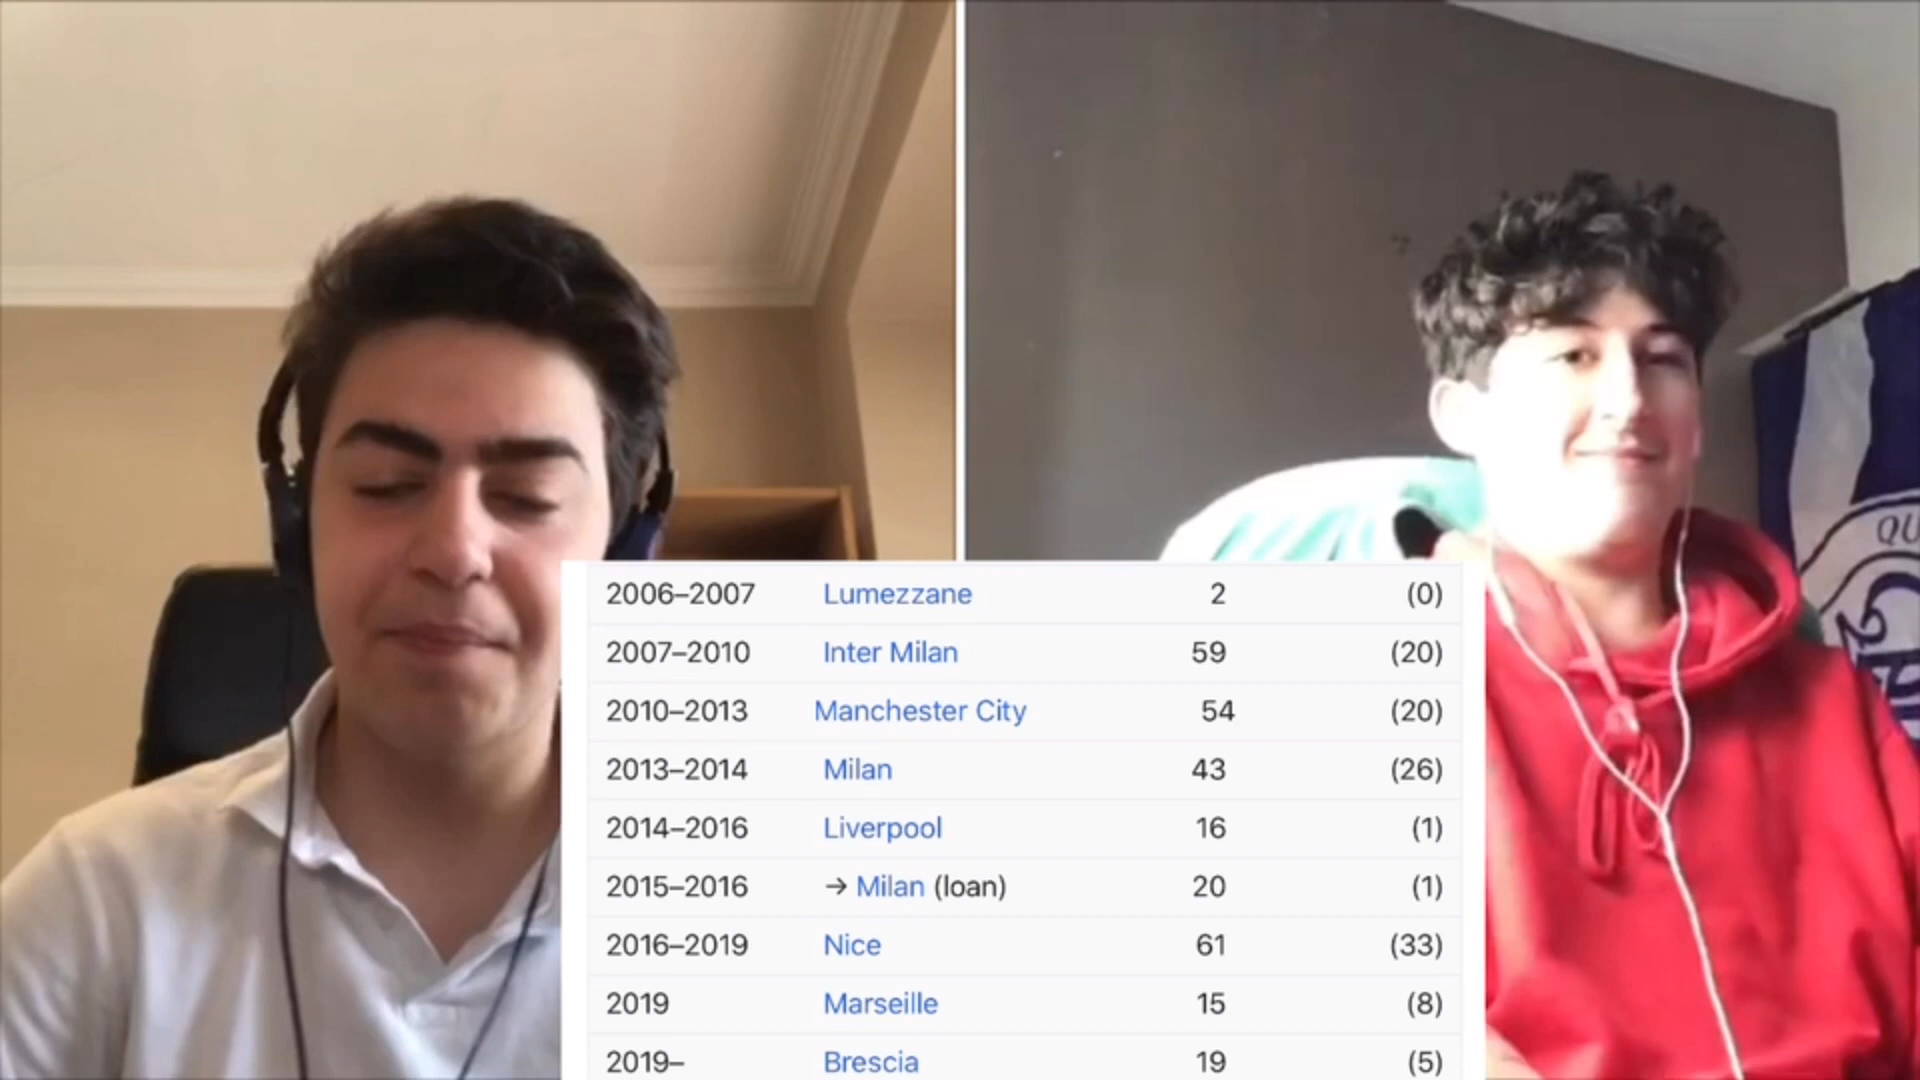 QU
2006–2007 Lumezzane 2 (0)
2007–2010 Inter Milan 59 (20)
2010–2013 Manchester City 54 (20)
2013–2014 Milan 43 (26)
2014–2016 Liverpool 16 (1)
2015–2016 → Milan (loan) 20 (1)
2016–2019 Nice 61 (33)
2019 Marseille 15 (8)
2019– Brescia 19 (5)